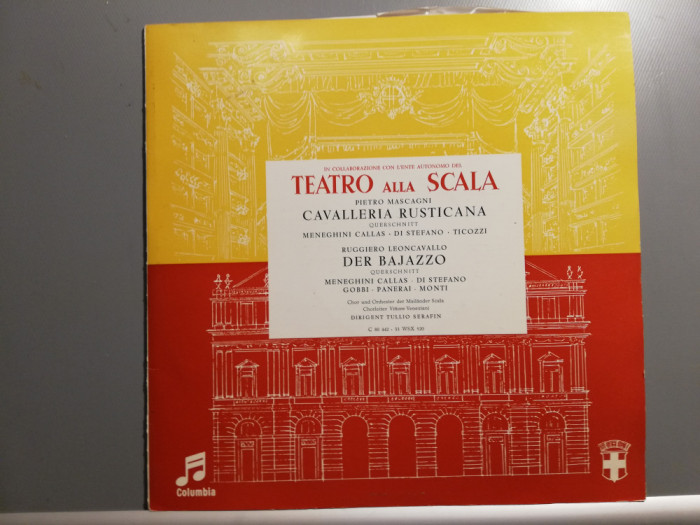 IN COLLABORAZIONE CON L'ENTE AUTONOMO DEL
TEATRO ALLA SCALA
PIETRO MASCAGNI
CAVALLERIA RUSTICANA
QUERSCHNITT
MENEGHINI CALLAS · DI STEFANO · TICOZZI
RUGGIERO LEONCAVALLO
DER BAJAZZO
QUERSCHNITT
MENEGHINI CALLAS · DI STEFANO
GOBBI · PANERAI · MONTI
Chor und Orchester der Mailänder Scala
Chorleiter Vittore Veneziani
DIRIGENT TULLIO SERAFIN
Columbia